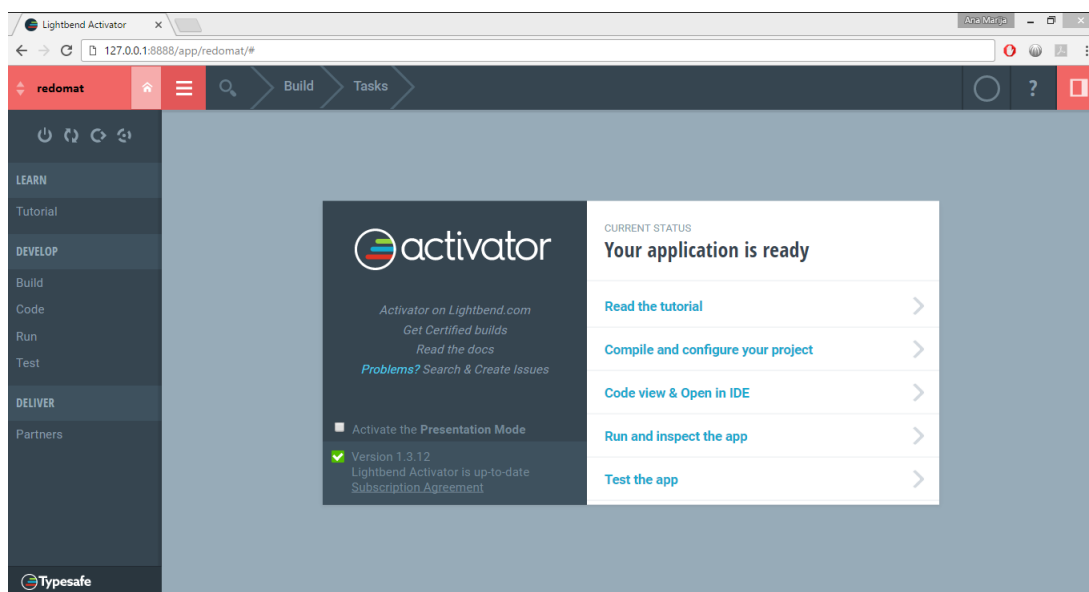 Lightbend Activator
Ana Marija
127.0.0.1:8888/app/redomat/#
redomat
Build
Tasks
?
LEARN
Tutorial
DEVELOP
Build
Code
Run
Test
DELIVER
Partners
Typesafe
activator
Activator on Lightbend.com
Get Certified builds
Read the docs
Problems? Search & Create Issues
Activate the Presentation Mode
Version 1.3.12
Lightbend Activator is up-to-date
Subscription Agreement
CURRENT STATUS
Your application is ready
Read the tutorial
Compile and configure your project
Code view & Open in IDE
Run and inspect the app
Test the app